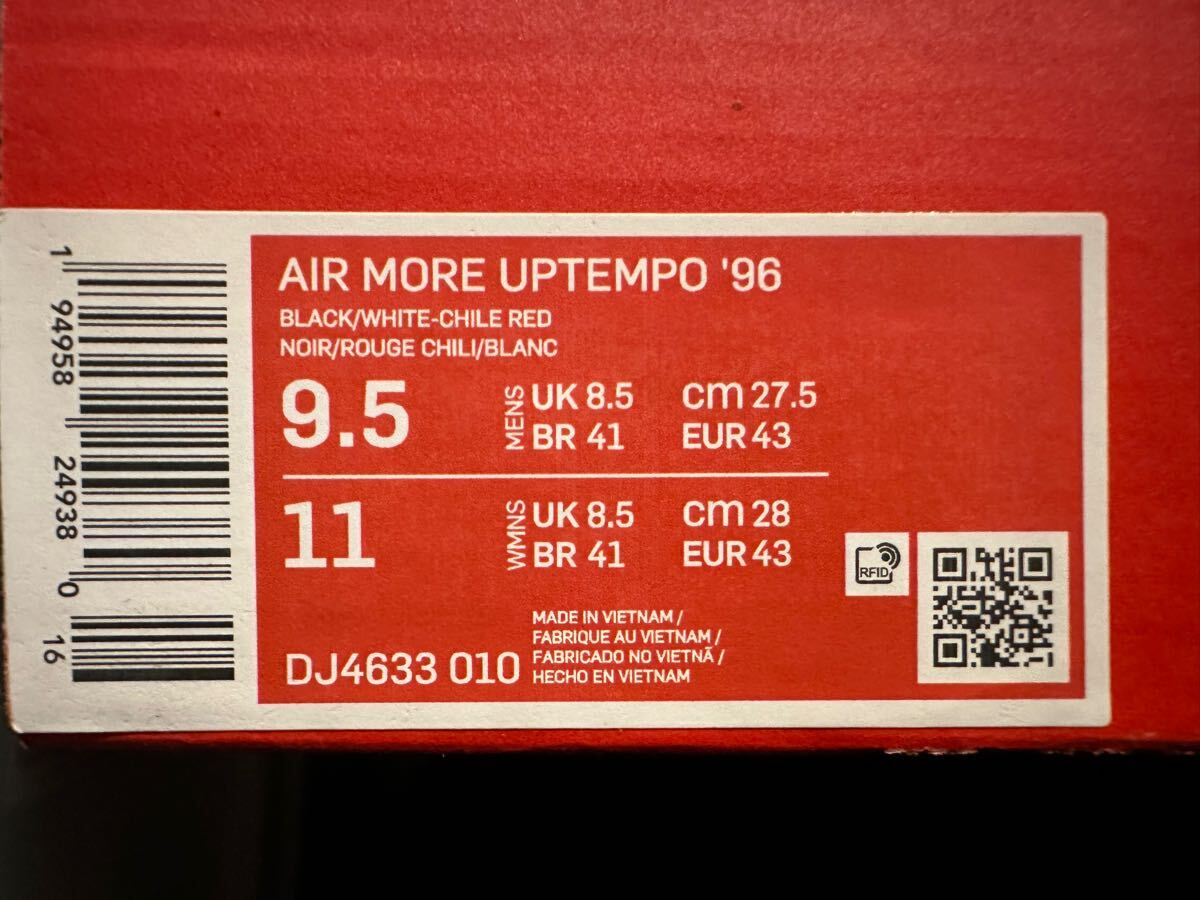 AIR MORE UPTEMPO '96
BLACK/WHITE-CHILE RED
NOIR/ROUGE CHILI/BLANC
9.5
MENS
UK 8.5 cm 27.5
BR 41 EUR 43
11
WMNS
UK 8.5 cm 28
BR 41 EUR 43
DJ4633 010
MADE IN VIETNAM /
FABRIQUE AU VIETNAM /
FABRICADO NO VIETNÃ /
HECHO EN VIETNAM
RFID
1 94958 24938 0 16